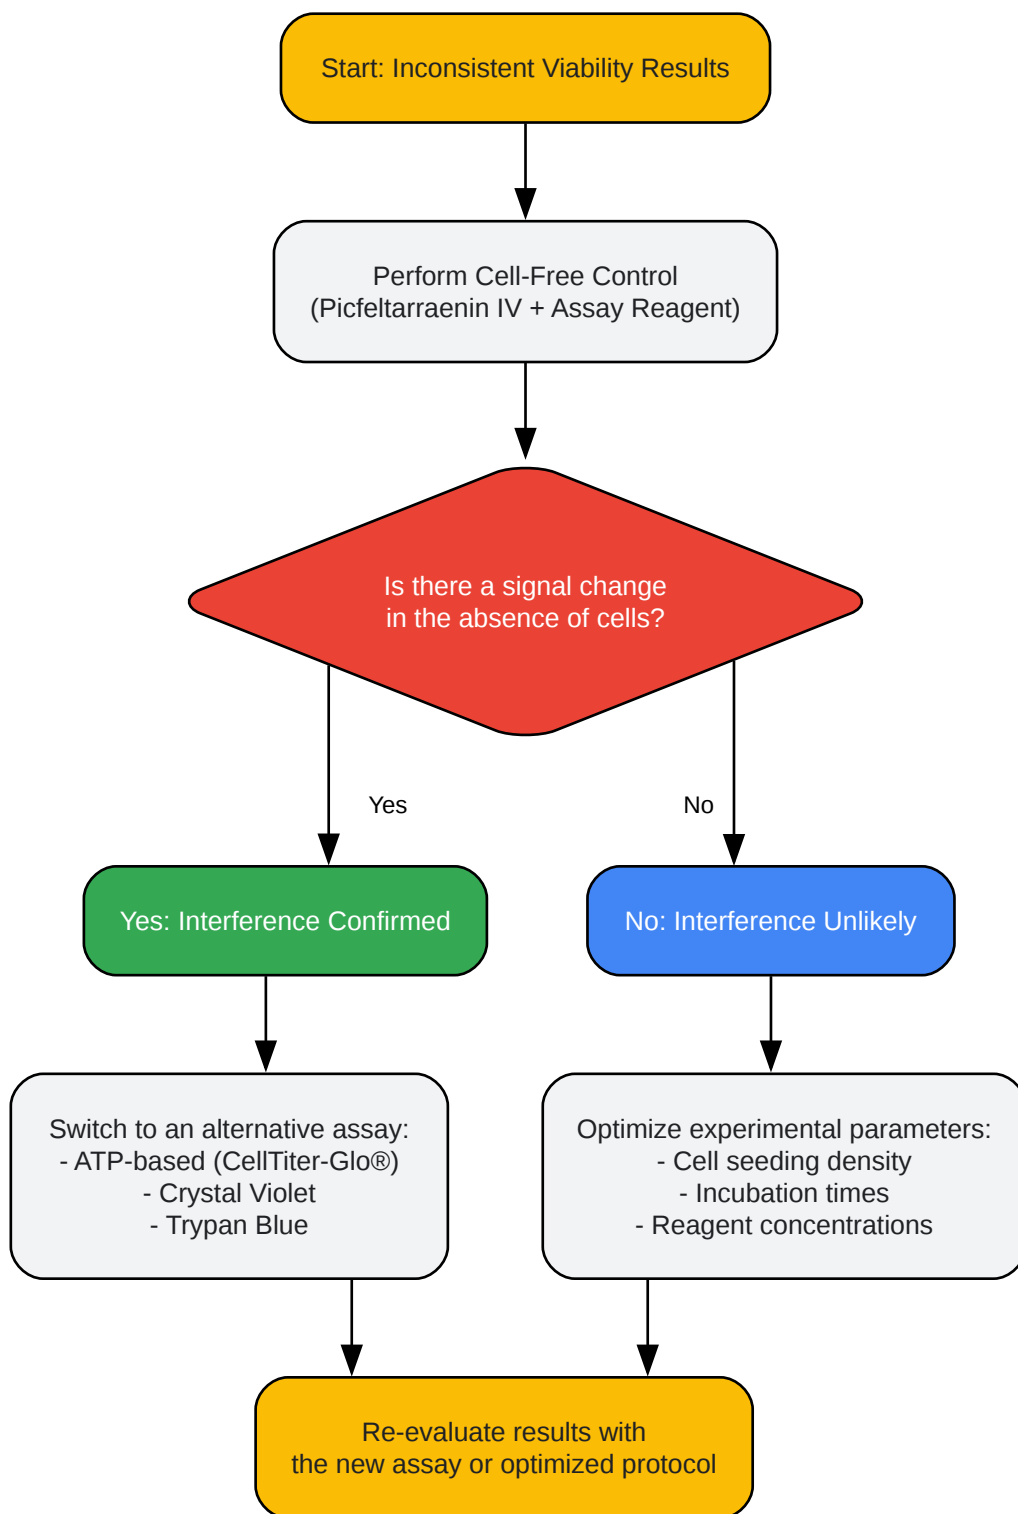 Start: Inconsistent Viability Results
Perform Cell-Free Control
(Picfeltarraenin IV + Assay Reagent)
Is there a signal change
in the absence of cells?
Yes
No
Yes: Interference Confirmed
No: Interference Unlikely
Switch to an alternative assay:
- ATP-based (CellTiter-Glo®)
- Crystal Violet
- Trypan Blue
Optimize experimental parameters:
- Cell seeding density
- Incubation times
- Reagent concentrations
Re-evaluate results with
the new assay or optimized protocol